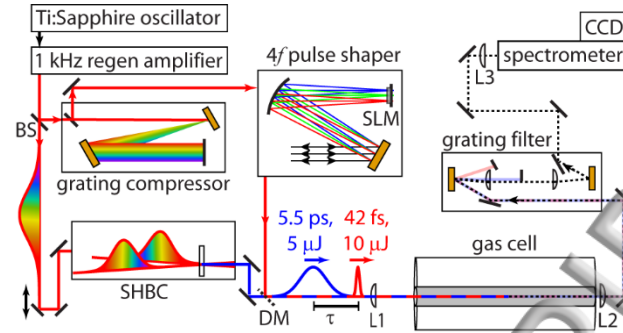 Ti:Sapphire oscillator
1 kHz regen amplifier
BS
grating compressor
4f pulse shaper
SLM
CCD
spectrometer
L3
grating filter
SHBC
5.5 ps,
5 μJ
42 fs,
10 μJ
τ
DM
L1
gas cell
L2